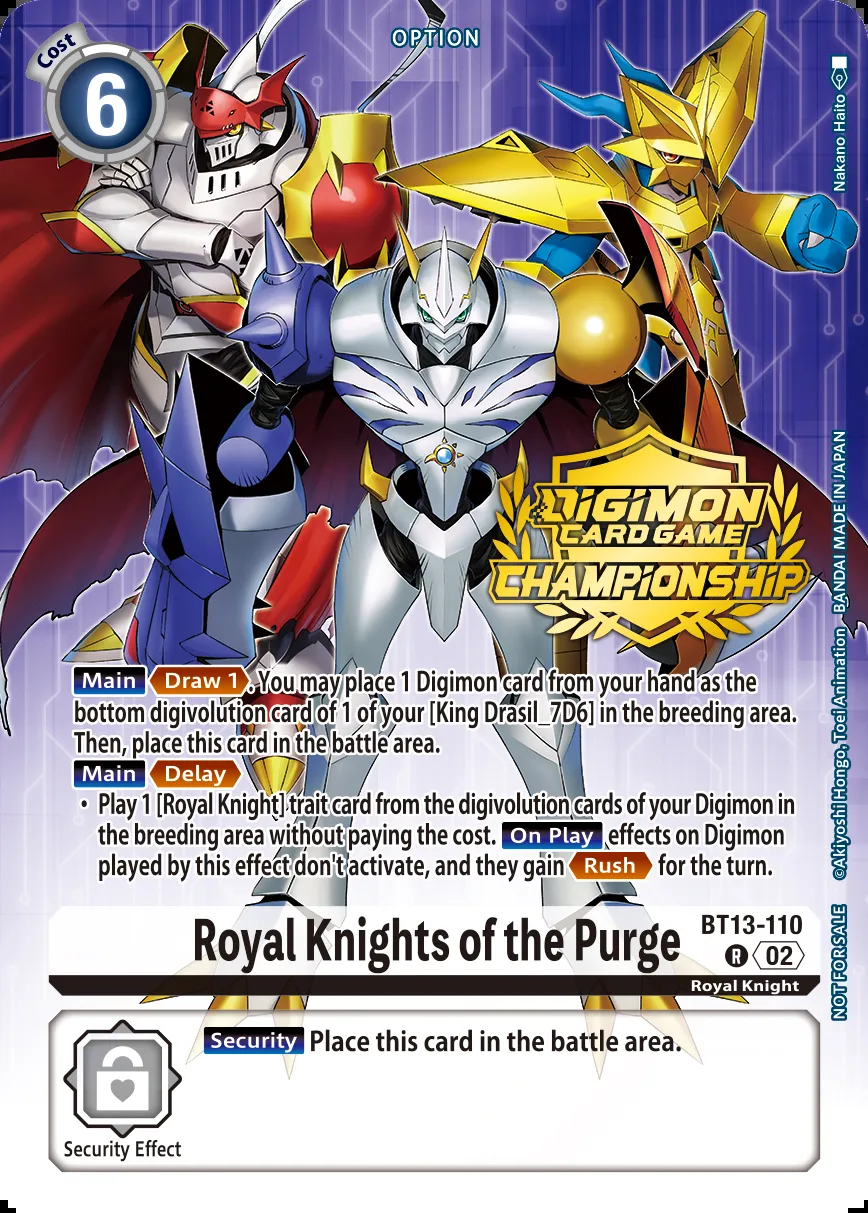 OPTION
Cost
6
Nakano Haito
DIGIMON
CARD GAME
CHAMPIONSHIP
Main Draw 1. You may place 1 Digimon card from your hand as the
bottom digivolution card of 1 of your [King Drasil_7D6] in the breeding area.
Then, place this card in the battle area.
Main Delay
・ Play 1 [Royal Knight] trait card from the digivolution cards of your Digimon in
the breeding area without paying the cost. On Play effects on Digimon
played by this effect don't activate, and they gain Rush for the turn.
©Akiyoshi Hongo, Toei Animation BANDAI MADE IN JAPAN
NOT FOR SALE
Royal Knights of the Purge
BT13-110
R 02
Royal Knight
Security Place this card in the battle area.
Security Effect